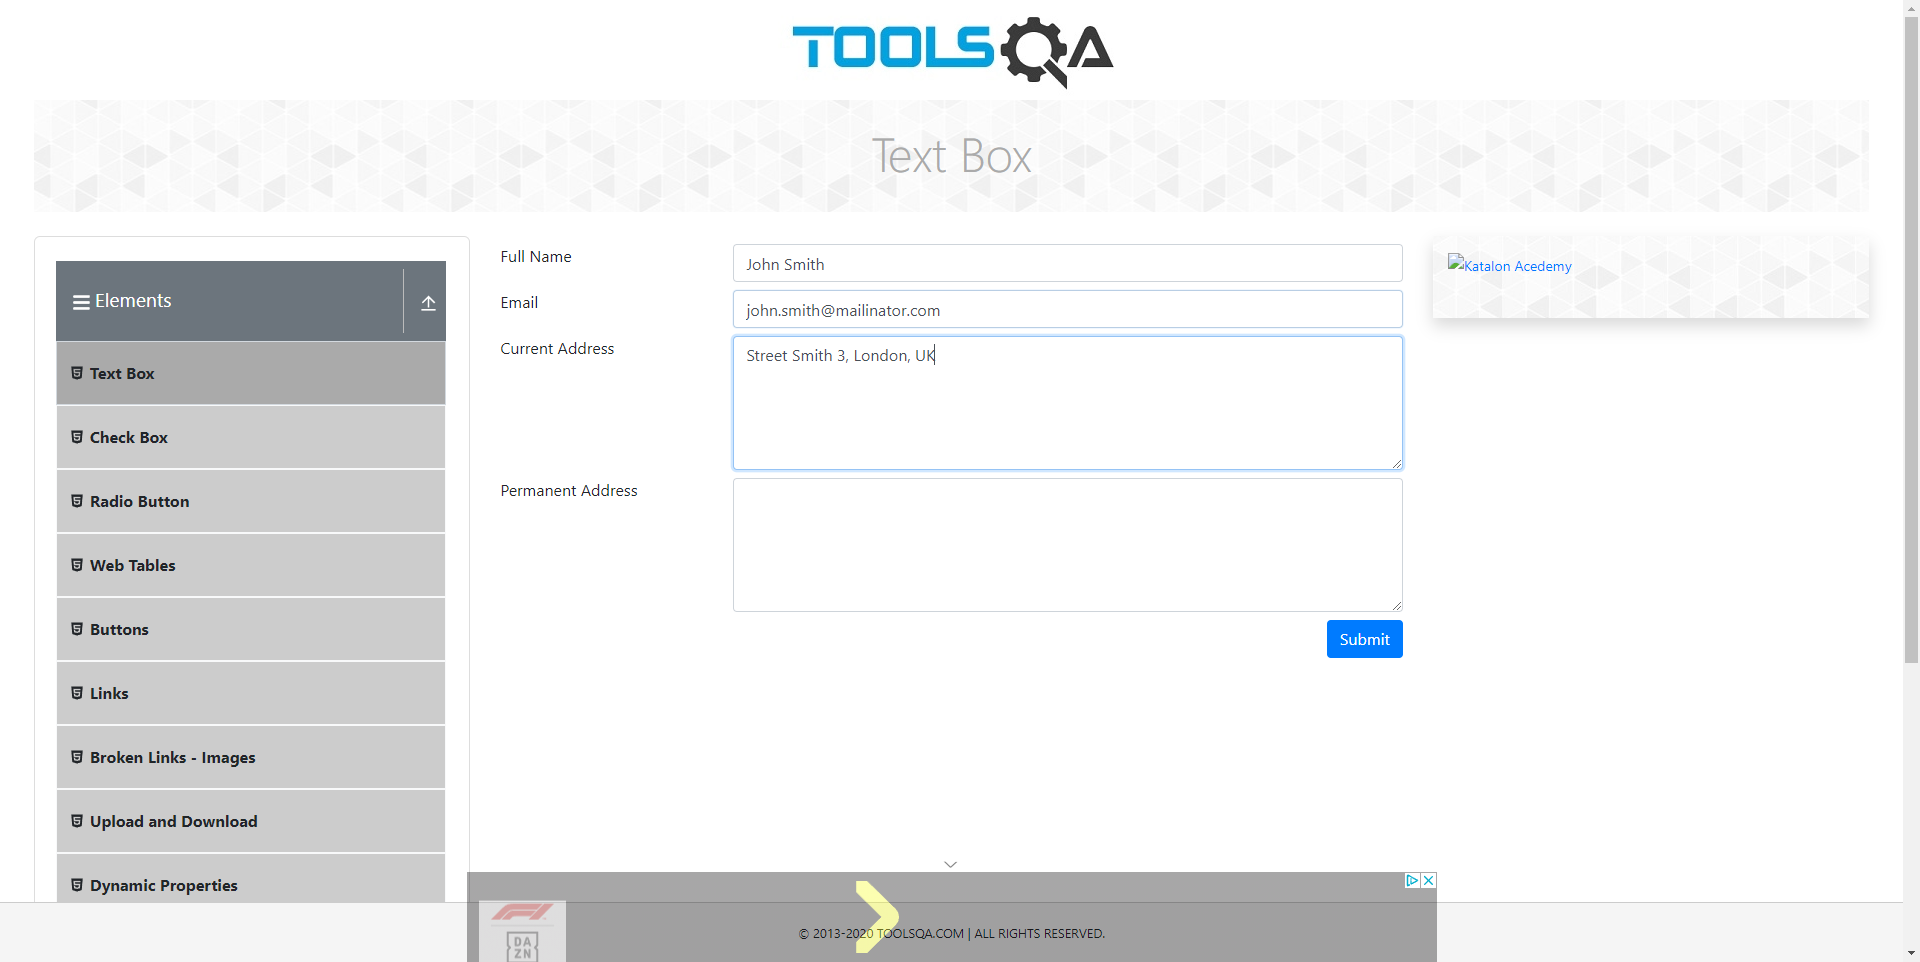 TOOLSQA
Text Box
Elements
Text Box
Check Box
Radio Button
Web Tables
Buttons
Links
Broken Links - Images
Upload and Download
Dynamic Properties
Full Name
John Smith
Email
john.smith@mailinator.com
Current Address
Street Smith 3, London, UK
Permanent Address
Submit
Katalon Acedemy
F1
DAZN
© 2013-2020 TOOLSQA.COM | ALL RIGHTS RESERVED.